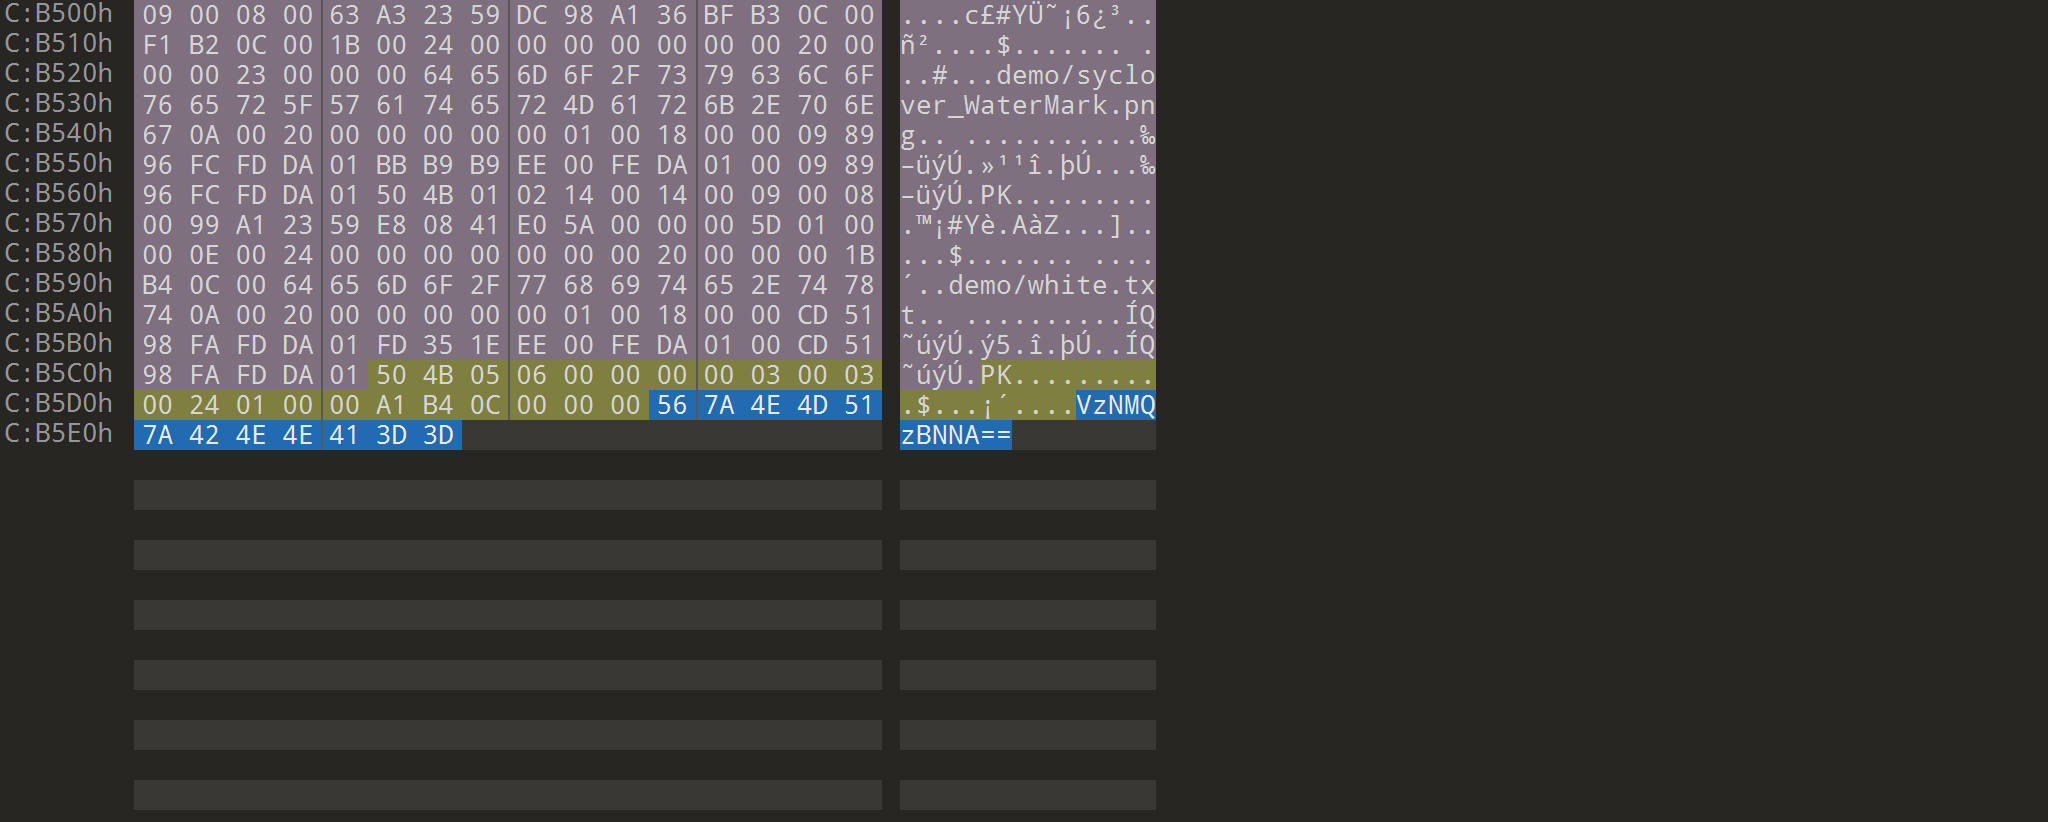 C:B500h 09 00 08 00 63 A3 23 59 DC 98 A1 36 BF B3 0C 00 ....c£#YÜ˜¡6¿³..
C:B510h F1 B2 0C 00 1B 00 24 00 00 00 00 00 00 00 20 00 ñ²....$....... .
C:B520h 00 00 23 00 00 00 64 65 6D 6F 2F 73 79 63 6C 6F ..#...demo/syclo
C:B530h 76 65 72 5F 57 61 74 65 72 4D 61 72 6B 2E 70 6E ver_WaterMark.pn
C:B540h 67 0A 00 20 00 00 00 00 00 01 00 18 00 00 09 89 g.. ...........‰
C:B550h 96 FC FD DA 01 BB B9 B9 EE 00 FE DA 01 00 09 89 –üýÚ.»¹¹î.þÚ...‰
C:B560h 96 FC FD DA 01 50 4B 01 02 14 00 14 00 09 00 08 –üýÚ.PK.........
C:B570h 00 99 A1 23 59 E8 08 41 E0 5A 00 00 00 5D 01 00 .™¡#Yè.AàZ...]..
C:B580h 00 0E 00 24 00 00 00 00 00 00 00 20 00 00 00 1B ...$....... ....
C:B590h B4 0C 00 64 65 6D 6F 2F 77 68 69 74 65 2E 74 78 ´..demo/white.tx
C:B5A0h 74 0A 00 20 00 00 00 00 00 01 00 18 00 00 CD 51 t.. ..........ÍQ
C:B5B0h 98 FA FD DA 01 FD 35 1E EE 00 FE DA 01 00 CD 51 ˜úýÚ.ý5.î.þÚ..ÍQ
C:B5C0h 98 FA FD DA 01 50 4B 05 06 00 00 00 00 03 00 03 ˜úýÚ.PK.........
C:B5D0h 00 24 01 00 00 A1 B4 0C 00 00 00 56 7A 4E 4D 51 .$...¡´....VzNMQ
C:B5E0h 7A 42 4E 4E 41 3D 3D zBNNA==